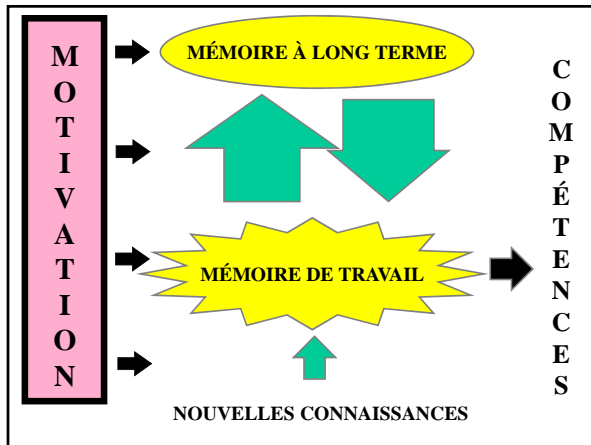 MOTIVATION
MÉMOIRE À LONG TERME
MÉMOIRE DE TRAVAIL
NOUVELLES CONNAISSANCES
COMPÉTENCES